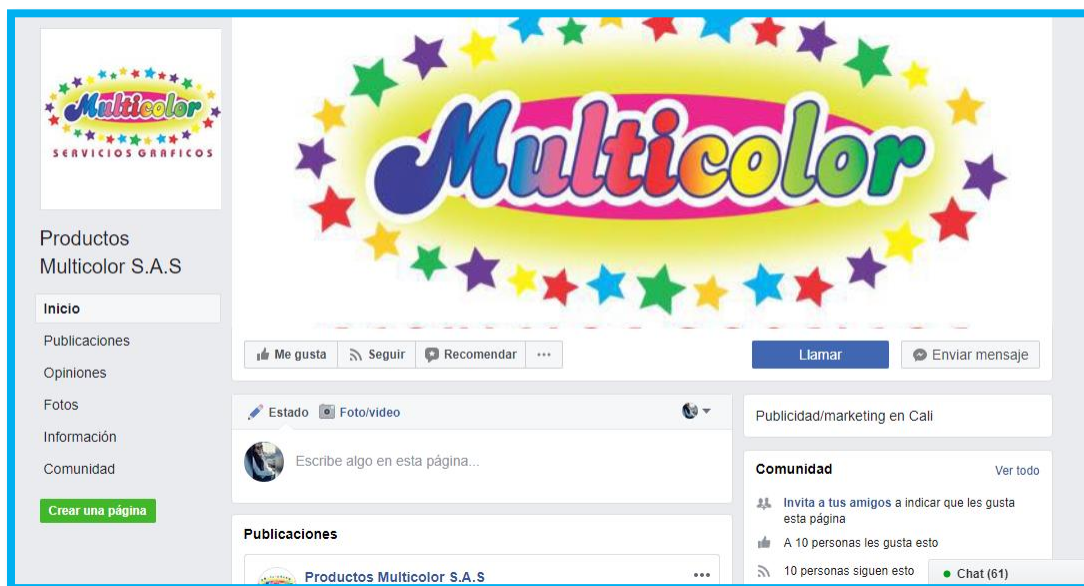 Multicolor
SERVICIOS GRAFICOS
Multicolor
Productos
Multicolor S.A.S
Inicio
Publicaciones
Opiniones
Fotos
Información
Comunidad
Crear una página
Me gusta
Seguir
Recomendar
...
Llamar
Enviar mensaje
Estado
Foto/video
Escribe algo en esta página...
Publicaciones
Productos Multicolor S.A.S
...
Publicidad/marketing en Cali
Comunidad
Ver todo
Invita a tus amigos a indicar que les gusta
esta página
A 10 personas les gusta esto
10 personas siguen esto
Chat (61)